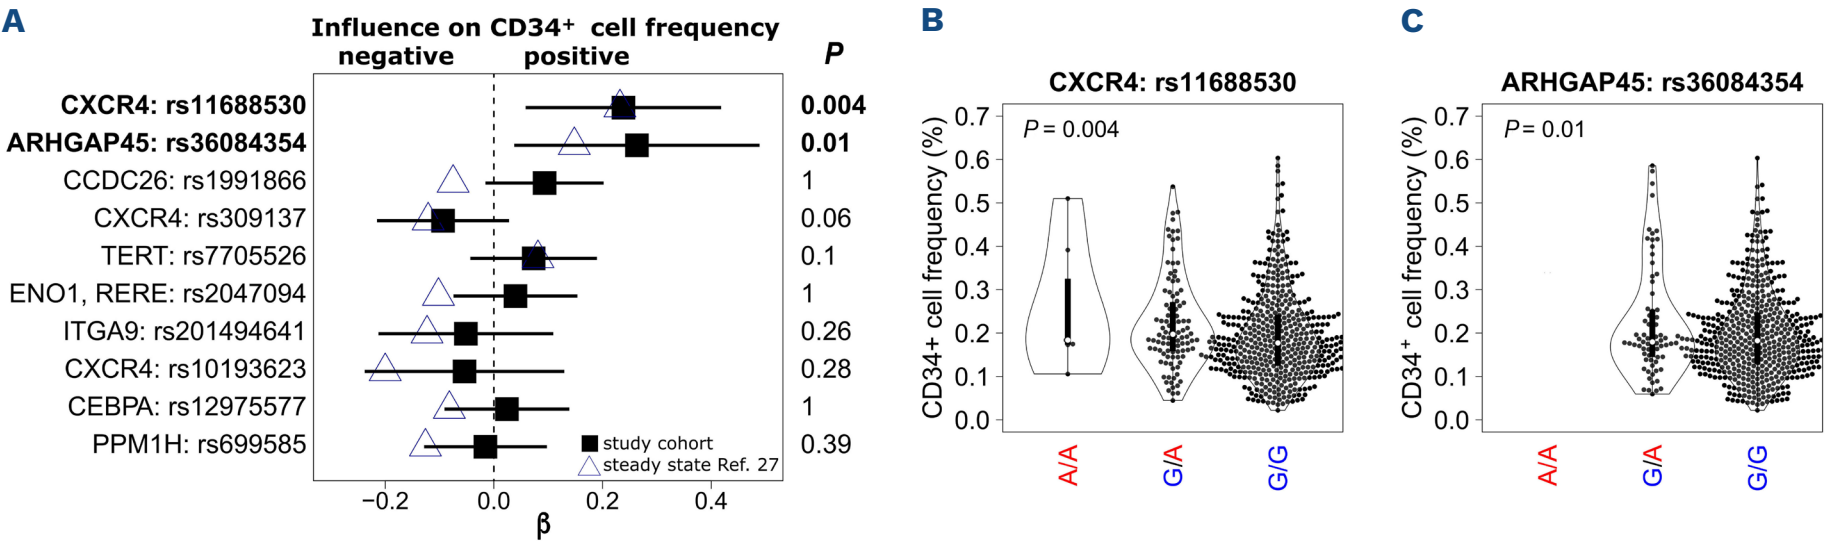 A
Influence on CD34+ cell frequency
negative positive
P
CXCR4: rs11688530 0.004
ARHGAP45: rs36084354 0.01
CCDC26: rs1991866 1
CXCR4: rs309137 0.06
TERT: rs7705526 0.1
ENO1, RERE: rs2047094 1
ITGA9: rs201494641 0.26
CXCR4: rs10193623 0.28
CEBPA: rs12975577 1
PPM1H: rs699585 0.39
study cohort
steady state Ref. 27
−0.2 0.0 0.2 0.4
β
B
CXCR4: rs11688530
P = 0.004
CD34+ cell frequency (%)
0.7
0.6
0.5
0.4
0.3
0.2
0.1
0.0
A/A G/A G/G
C
ARHGAP45: rs36084354
P = 0.01
CD34+ cell frequency (%)
0.7
0.6
0.5
0.4
0.3
0.2
0.1
0.0
A/A G/A G/G